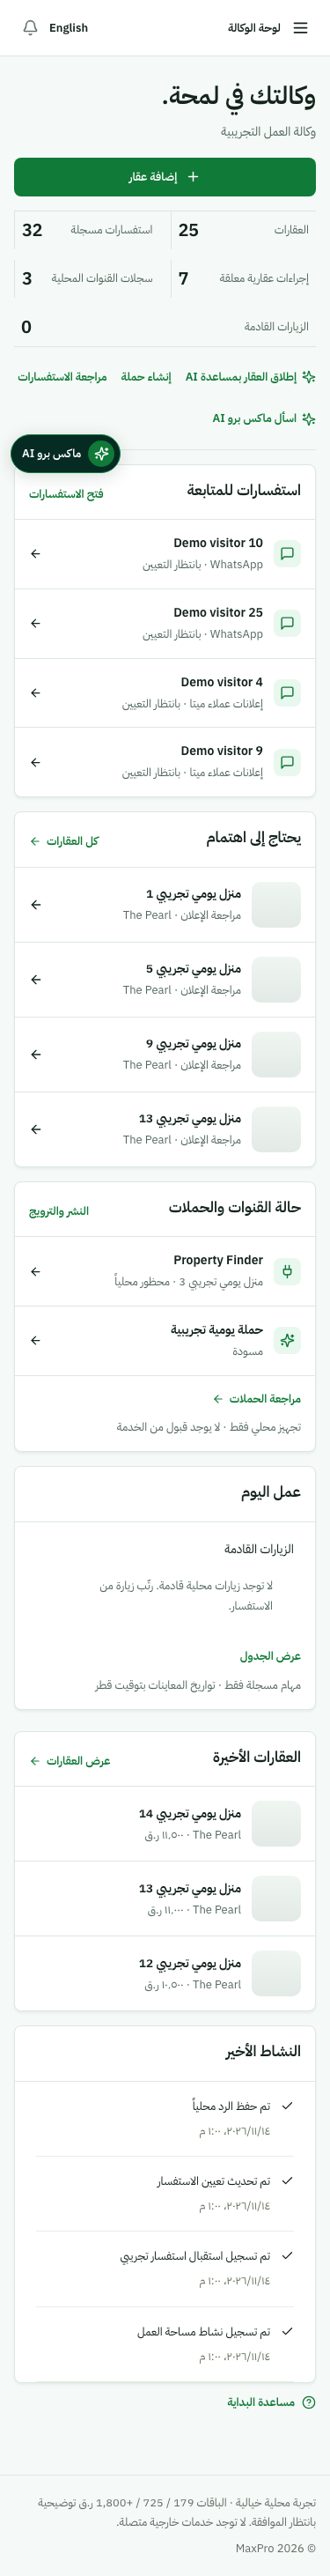 لوحة الوكالة
English
وكالتك في لمحة.
وكالة العمل التجريبية
إضافة عقار
العقارات 25
استفسارات مسجلة 32
إجراءات عقارية معلقة 7
سجلات القنوات المحلية 3
الزيارات القادمة 0
إطلاق العقار بمساعدة AI
إنشاء حملة
مراجعة الاستفسارات
اسأل ماكس برو AI
ماكس برو AI
استفسارات للمتابعة
فتح الاستفسارات
Demo visitor 10
WhatsApp · بانتظار التعيين
Demo visitor 25
WhatsApp · بانتظار التعيين
Demo visitor 4
إعلانات عملاء ميتا · بانتظار التعيين
Demo visitor 9
إعلانات عملاء ميتا · بانتظار التعيين
يحتاج إلى اهتمام
كل العقارات
منزل يومي تجريبي 1
مراجعة الإعلان · The Pearl
منزل يومي تجريبي 5
مراجعة الإعلان · The Pearl
منزل يومي تجريبي 9
مراجعة الإعلان · The Pearl
منزل يومي تجريبي 13
مراجعة الإعلان · The Pearl
حالة القنوات والحملات
النشر والترويج
Property Finder
منزل يومي تجريبي 3 · محظور محلياً
حملة يومية تجريبية
مسودة
مراجعة الحملات
تجهيز محلي فقط · لا يوجد قبول من الخدمة
عمل اليوم
الزيارات القادمة
لا توجد زيارات محلية قادمة. رتّب زيارة من
الاستفسار.
عرض الجدول
مهام مسجلة فقط · تواريخ المعاينات بتوقيت قطر
العقارات الأخيرة
عرض العقارات
منزل يومي تجريبي 14
The Pearl · ١١٬٥٠٠ ر.ق
منزل يومي تجريبي 13
The Pearl · ١١٬٠٠٠ ر.ق
منزل يومي تجريبي 12
The Pearl · ١٠٬٥٠٠ ر.ق
النشاط الأخير
تم حفظ الرد محلياً
١٤‏/١١‏/٢٠٢٦، ١:٠٠ م
تم تحديث تعيين الاستفسار
١٤‏/١١‏/٢٠٢٦، ١:٠٠ م
تم تسجيل استقبال استفسار تجريبي
١٤‏/١١‏/٢٠٢٦، ١:٠٠ م
تم تسجيل نشاط مساحة العمل
١٤‏/١١‏/٢٠٢٦، ١:٠٠ م
مساعدة البداية
تجربة محلية خيالية · الباقات 179 / 725 / +1,800 ر.ق توضيحية
بانتظار الموافقة. لا توجد خدمات خارجية متصلة.
© 2026 MaxPro